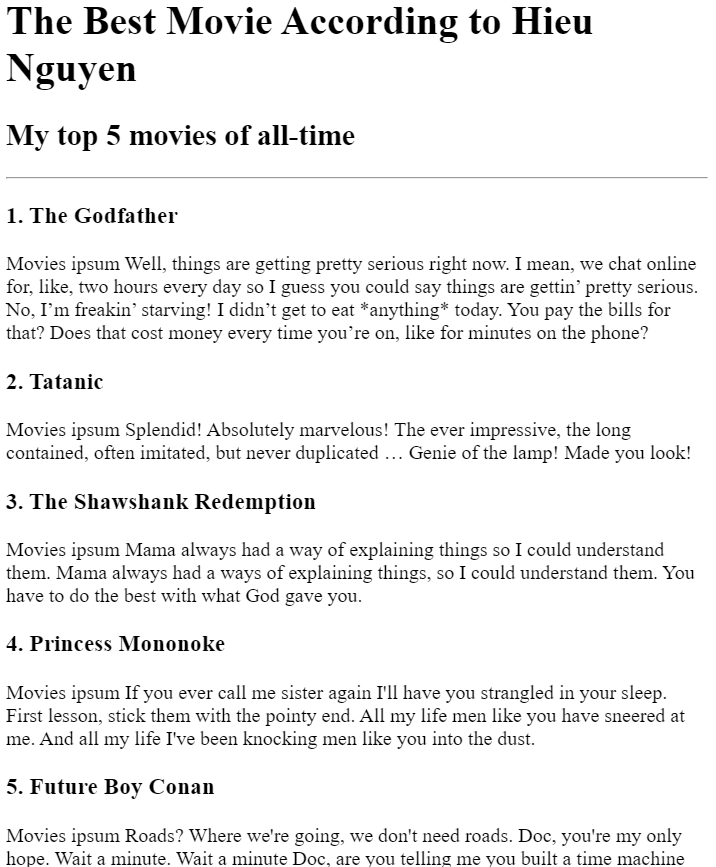 The Best Movie According to Hieu
Nguyen
My top 5 movies of all-time
1. The Godfather
Movies ipsum Well, things are getting pretty serious right now. I mean, we chat online
for, like, two hours every day so I guess you could say things are gettin’ pretty serious.
No, I’m freakin’ starving! I didn’t get to eat *anything* today. You pay the bills for
that? Does that cost money every time you’re on, like for minutes on the phone?
2. Tatanic
Movies ipsum Splendid! Absolutely marvelous! The ever impressive, the long
contained, often imitated, but never duplicated … Genie of the lamp! Made you look!
3. The Shawshank Redemption
Movies ipsum Mama always had a way of explaining things so I could understand
them. Mama always had a ways of explaining things, so I could understand them. You
have to do the best with what God gave you.
4. Princess Mononoke
Movies ipsum If you ever call me sister again I'll have you strangled in your sleep.
First lesson, stick them with the pointy end. All my life men like you have sneered at
me. And all my life I've been knocking men like you into the dust.
5. Future Boy Conan
Movies ipsum Roads? Where we're going, we don't need roads. Doc, you're my only
hope. Wait a minute. Wait a minute Doc, are you telling me you built a time machine